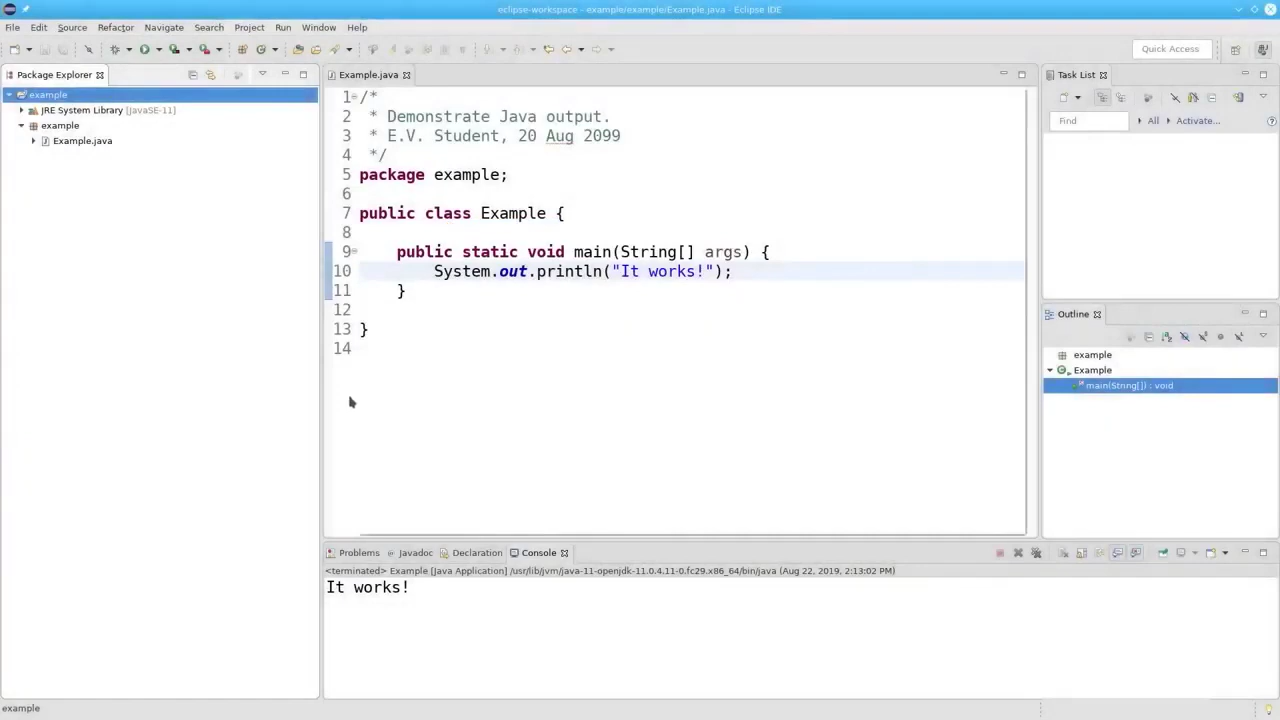 eclipse-workspace - example/example/Example.java - Eclipse IDE
File Edit Source Refactor Navigate Search Project Run Window Help
Quick Access
Package Explorer
example
JRE System Library [JavaSE-11]
example
Example.java
Example.java
1 /*
2 * Demonstrate Java output.
3 * E.V. Student, 20 Aug 2099
4 */
5 package example;
6
7 public class Example {
8
9 public static void main(String[] args) {
10 System.out.println("It works!");
11 }
12
13 }
14
Task List
Find All Activate...
Outline
example
Example
main(String[]) : void
Problems Javadoc Declaration Console
<terminated> Example [Java Application] /usr/lib/jvm/java-11-openjdk-11.0.4.11-0.fc29.x86_64/bin/java (Aug 22, 2019, 2:13:02 PM)
It works!
example